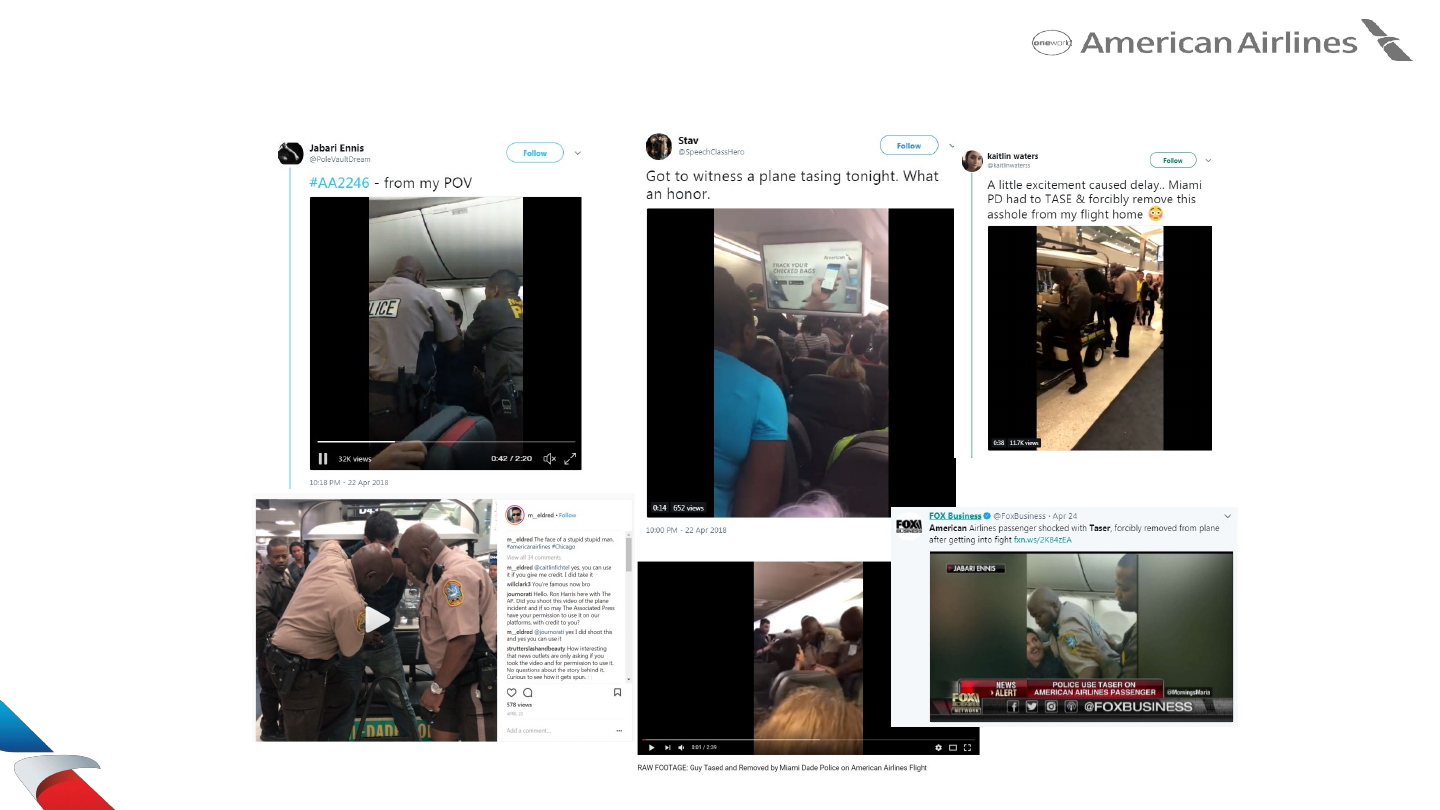 American Airlines
Jabari Ennis
@PoleVaultDream
Follow
#AA2246 - from my POV
LICE
32K views
0:42 / 2:20
10:18 PM - 22 Apr 2018
Stav
@SpeechClassHero
Follow
Got to witness a plane tasing tonight. What
an honor.
TRACK YOUR
CHECKED BAGS
0:14 652 views
10:00 PM - 22 Apr 2018
kaitlin waters
@kaitlinwaterss
Follow
A little excitement caused delay.. Miami
PD had to TASE & forcibly remove this
asshole from my flight home 😳
0:38 11.7K views
m_eldred • Follow
m_eldred The face of a stupid stupid man.
#americanairlines #Chicago
View all 34 comments
m_eldred @caitlinfichtel yes, you can use
it if you give me credit. I did take it
willclark3 You're famous now bro
journorati Hello. Ron Harris here with The
AP. Did you shoot this video of the plane
incident and if so may The Associated Press
have your permission to use it on our
platforms, with credit to you?
m_eldred @journorati yes I did shoot this
and yes you can use it
strutterslashandbeauty How interesting
that news outlets are only asking if you
took the video and for permission to use it.
No questions about the story behind it.
Curious to see how it gets spun.
578 views
APRIL 22
Add a comment...
-DADE
0:01 / 2:39
RAW FOOTAGE: Guy Tased and Removed by Miami Dade Police on American Airlines Flight
FOX Business @FoxBusiness · Apr 24
American Airlines passenger shocked with Taser, forcibly removed from plane
after getting into fight fxn.ws/2K84zEA
FOX
BUSINESS
JABARI ENNIS
NEWS
ALERT
POLICE USE TASER ON
AMERICAN AIRLINES PASSENGER
@MorningsMaria
FOX
BUSINESS
NETWORK
@FOXBUSINESS